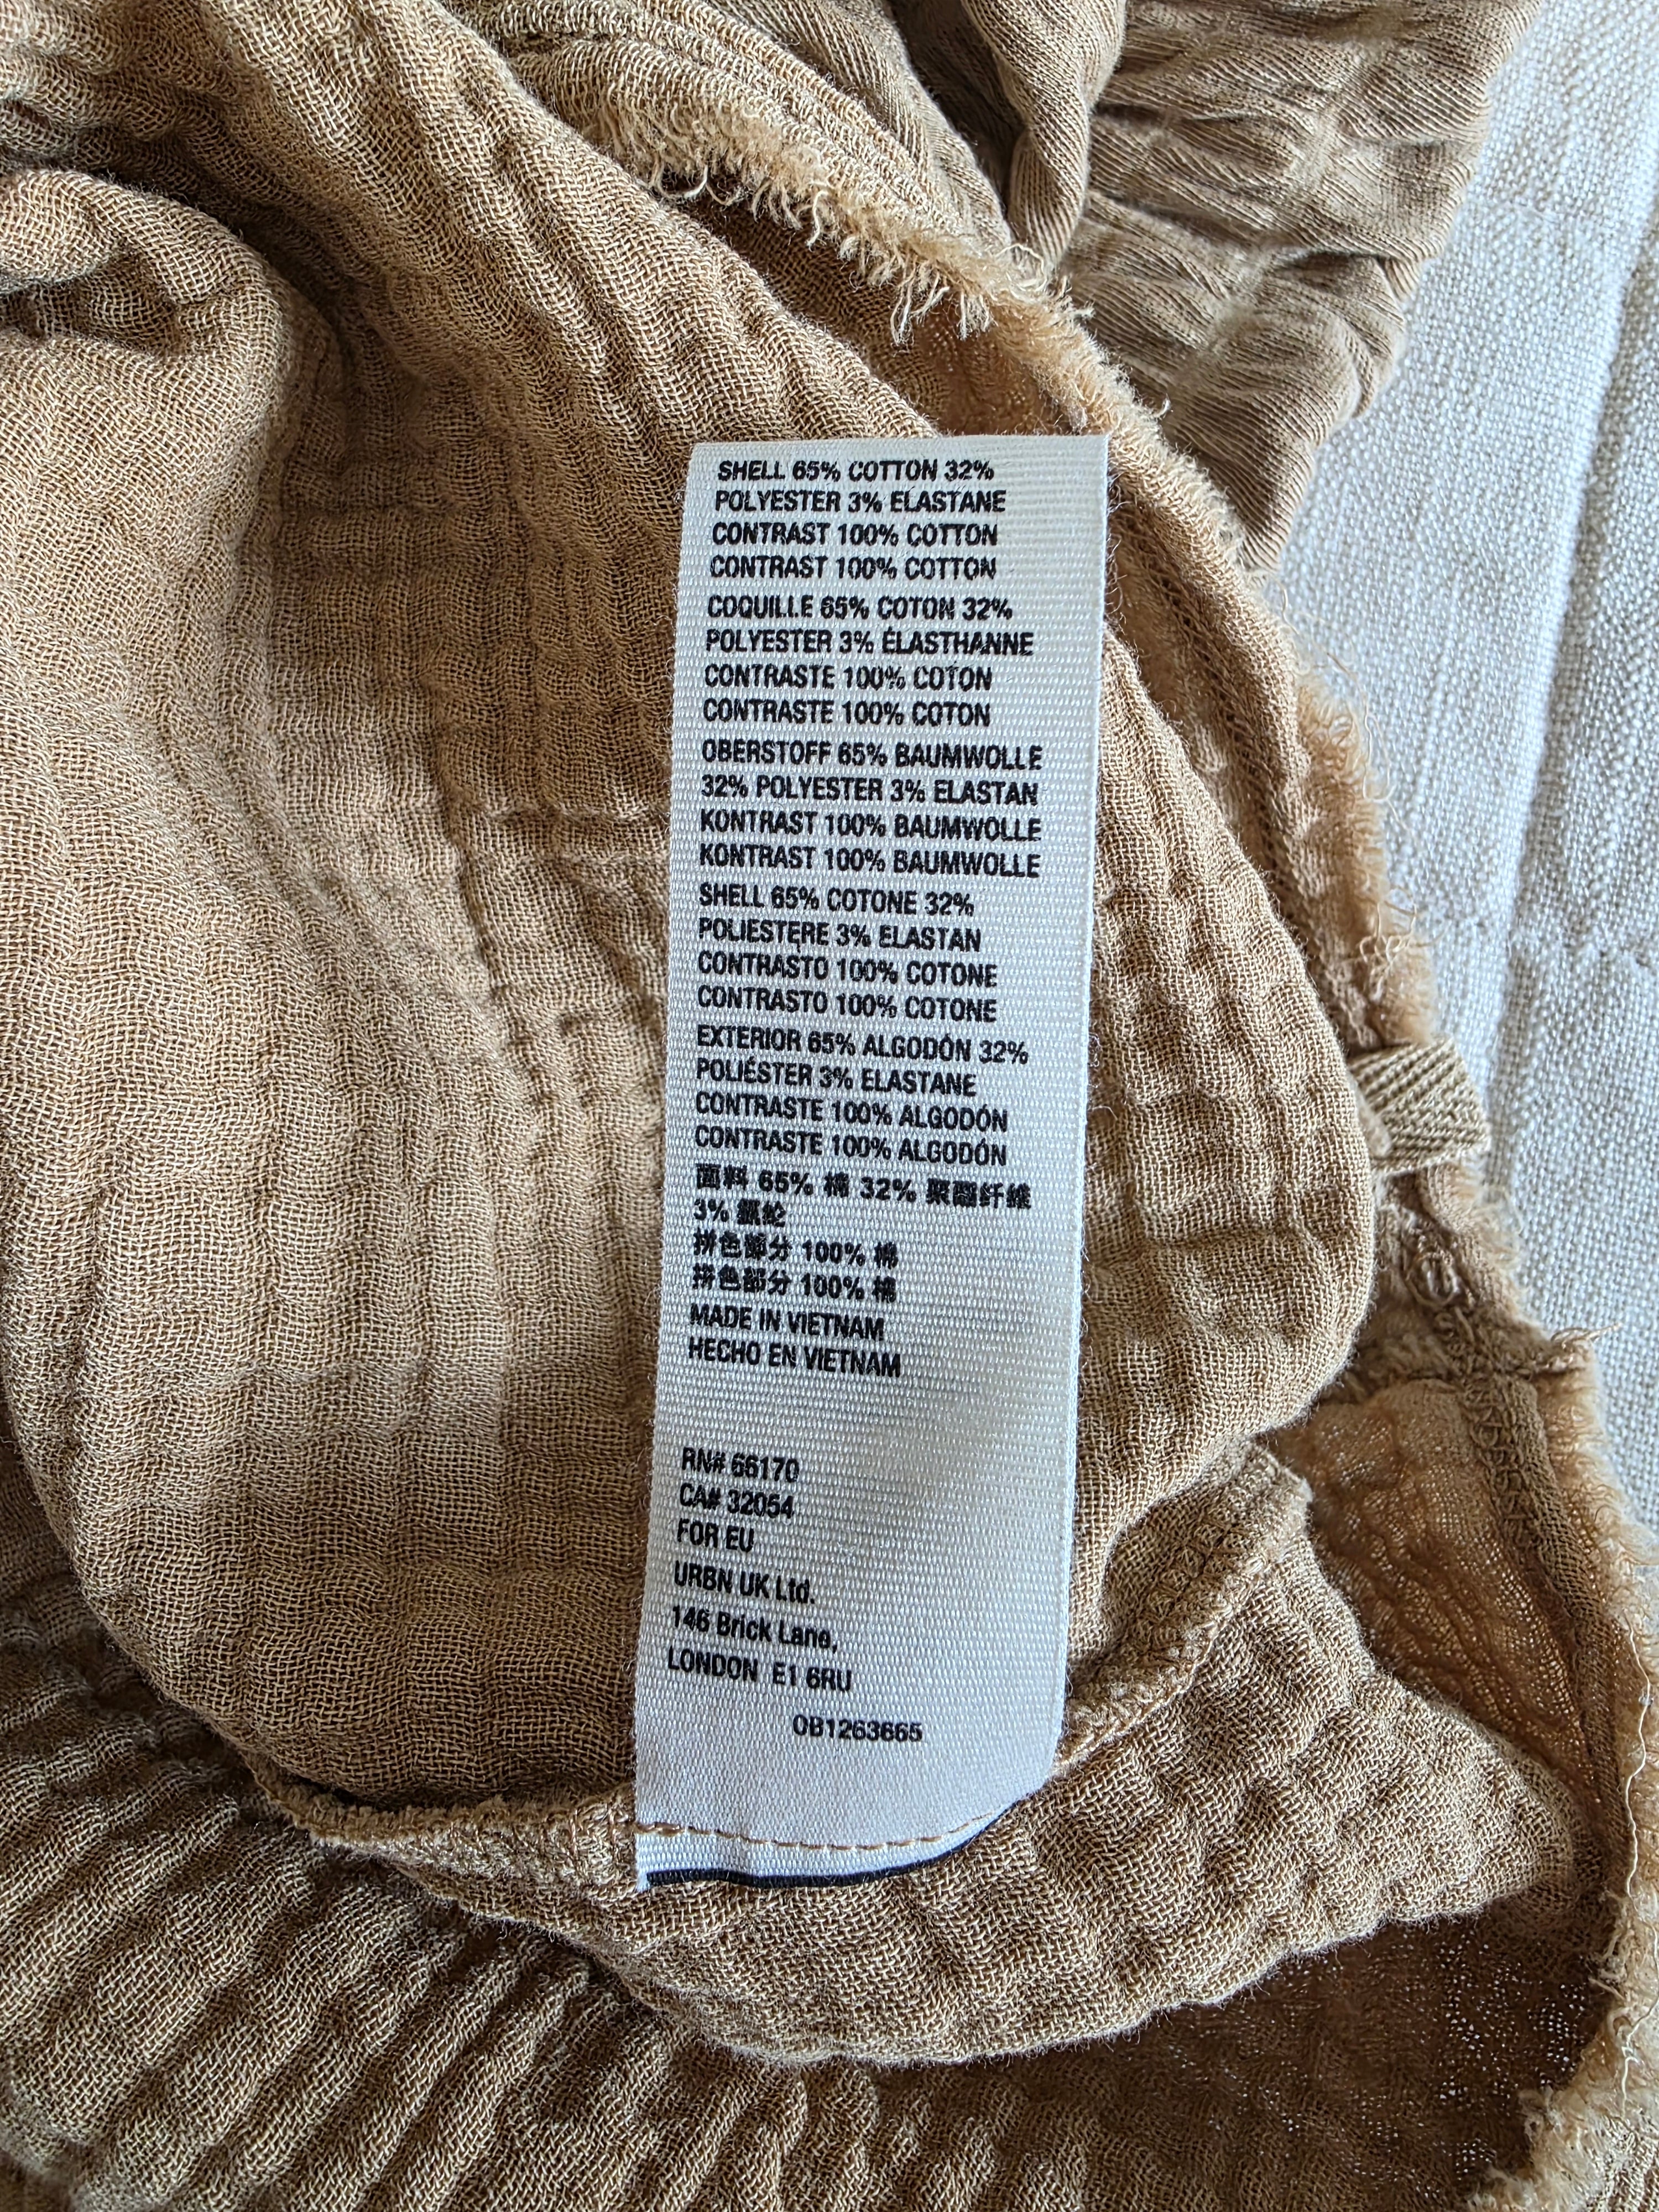 SHELL 65% COTTON 32%
POLYESTER 3% ELASTANE
CONTRAST 100% COTTON
CONTRAST 100% COTTON
COQUILLE 65% COTON 32%
POLYESTER 3% ÉLASTHANNE
CONTRASTE 100% COTON
CONTRASTE 100% COTON
OBERSTOFF 65% BAUMWOLLE
32% POLYESTER 3% ELASTAN
KONTRAST 100% BAUMWOLLE
KONTRAST 100% BAUMWOLLE
SHELL 65% COTONE 32%
POLIESTERE 3% ELASTAN
CONTRASTO 100% COTONE
CONTRASTO 100% COTONE
EXTERIOR 65% ALGODÓN 32%
POLIÉSTER 3% ELASTANE
CONTRASTE 100% ALGODÓN
CONTRASTE 100% ALGODÓN
面料 65% 棉 32% 聚酯纤维
3% 氨纶
拼色部分 100% 棉
拼色部分 100% 棉
MADE IN VIETNAM
HECHO EN VIETNAM
RN# 66170
CA# 32054
FOR EU
URBN UK Ltd.
146 Brick Lane,
LONDON E1 6RU
OB1263665